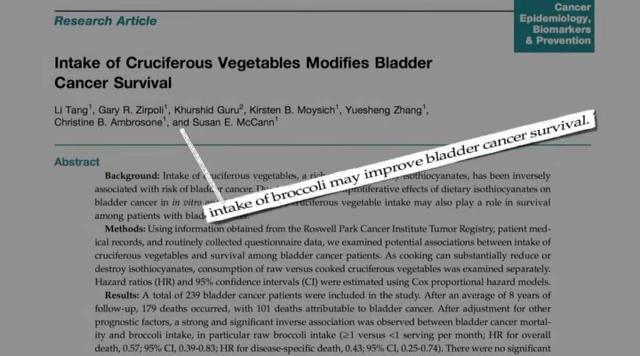 Research Article
Cancer
Epidemiology,
Biomarkers
& Prevention
Intake of Cruciferous Vegetables Modifies Bladder
Cancer Survival
Li Tang¹, Gary R. Zirpoli¹, Khurshid Guru², Kirsten B. Moysich¹, Yuesheng Zhang¹,
Christine B. Ambrosone¹, and Susan E. McCann¹
intake of broccoli may improve bladder cancer survival.
Abstract
Background: Intake of cruciferous vegetables, a isothiocyanates, has been inversely
associated with risk of bladder cancer. proliferative effects of dietary isothiocyanates on
bladder cancer in in vitro cruciferous vegetable intake may also play a role in survival
among patients with
Methods: Using information obtained from the Roswell Park Cancer Institute Tumor Registry, patient med-
ical records, and routinely collected questionnaire data, we examined potential associations between intake of
cruciferous vegetables and survival among bladder cancer patients. As cooking can substantially reduce or
destroy isothiocyanates, consumption of raw versus cooked cruciferous vegetables was examined separately.
Hazard ratios (HR) and 95% confidence intervals (CI) were estimated using Cox proportional hazard models.
Results: A total of 239 bladder cancer patients were included in the study. After an average of 8 years of
follow-up, 179 deaths occurred, with 101 deaths attributable to bladder cancer. After adjustment for other
prognostic factors, a strong and significant inverse association was observed between bladder cancer mortal-
ity and broccoli intake, in particular raw broccoli intake (≥1 versus <1 serving per month; HR for overall
death, 0.57; 95% CI, 0.39-0.83; HR for disease-specific death, 0.43; 95% CI, 0.25-0.74). There were no significant